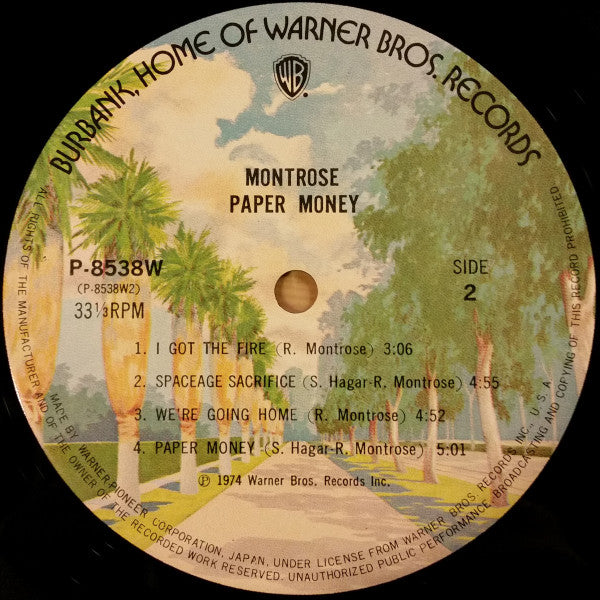 BURBANK, HOME OF WARNER BROS. RECORDS
WB
MONTROSE
PAPER MONEY
P-8538W
(P-8538W2)
33⅓RPM
SIDE
2
1. I GOT THE FIRE (R. Montrose) 3:06
2. SPACEAGE SACRIFICE (S. Hagar-R. Montrose) 4:55
3. WE'RE GOING HOME (R. Montrose) 4:52
4. PAPER MONEY (S. Hagar-R. Montrose) 5:01
℗ 1974 Warner Bros. Records Inc.
MADE BY WARNER-PIONEER CORPORATION, JAPAN, UNDER LICENSE FROM WARNER BROS. RECORDS INC., U.S.A.
ALL RIGHTS OF THE MANUFACTURER AND OF THE OWNER OF THE RECORDED WORK RESERVED. UNAUTHORIZED PUBLIC PERFORMANCE, BROADCASTING AND COPYING OF THIS RECORD PROHIBITED.